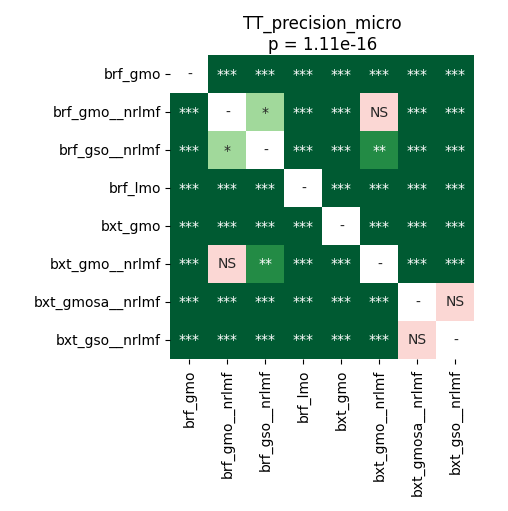 TT_precision_micro
p = 1.11e-16
brf_gmo - *** *** *** *** *** *** ***
brf_gmo__nrlmf *** - * *** *** NS *** ***
brf_gso__nrlmf *** * - *** *** ** *** ***
brf_lmo *** *** *** - *** *** *** ***
bxt_gmo *** *** *** *** - *** *** ***
bxt_gmo__nrlmf *** NS ** *** *** - *** ***
bxt_gmosa__nrlmf *** *** *** *** *** *** - NS
bxt_gso__nrlmf *** *** *** *** *** *** NS -
brf_gmo
brf_gmo__nrlmf
brf_gso__nrlmf
brf_lmo
bxt_gmo
bxt_gmo__nrlmf
bxt_gmosa__nrlmf
bxt_gso__nrlmf